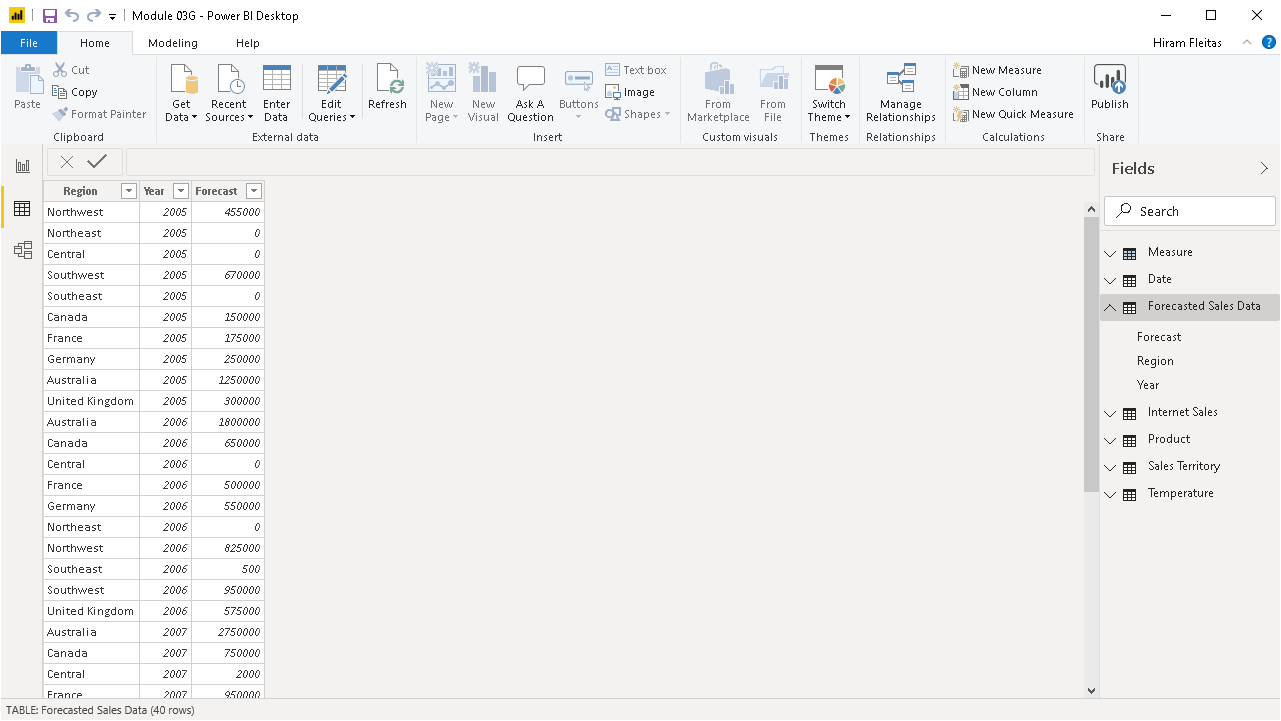 Module 03G - Power BI Desktop
File Home Modeling Help Hiram Fleitas
Paste
Cut
Copy
Format Painter
Clipboard
Get Data
Recent Sources
Enter Data
Edit Queries
Refresh
External data
New Page
New Visual
Ask A Question
Buttons
Text box
Image
Shapes
Insert
From Marketplace
From File
Custom visuals
Switch Theme
Themes
Manage Relationships
Relationships
New Measure
New Column
New Quick Measure
Calculations
Publish
Share
Region Year Forecast
Northwest 2005 455000
Northeast 2005 0
Central 2005 0
Southwest 2005 670000
Southeast 2005 0
Canada 2005 150000
France 2005 175000
Germany 2005 250000
Australia 2005 1250000
United Kingdom 2005 300000
Australia 2006 1800000
Canada 2006 650000
Central 2006 0
France 2006 500000
Germany 2006 550000
Northeast 2006 0
Northwest 2006 825000
Southeast 2006 500
Southwest 2006 950000
United Kingdom 2006 575000
Australia 2007 2750000
Canada 2007 750000
Central 2007 2000
France 2007 950000
Fields
Search
Measure
Date
Forecasted Sales Data
Forecast
Region
Year
Internet Sales
Product
Sales Territory
Temperature
TABLE: Forecasted Sales Data (40 rows)